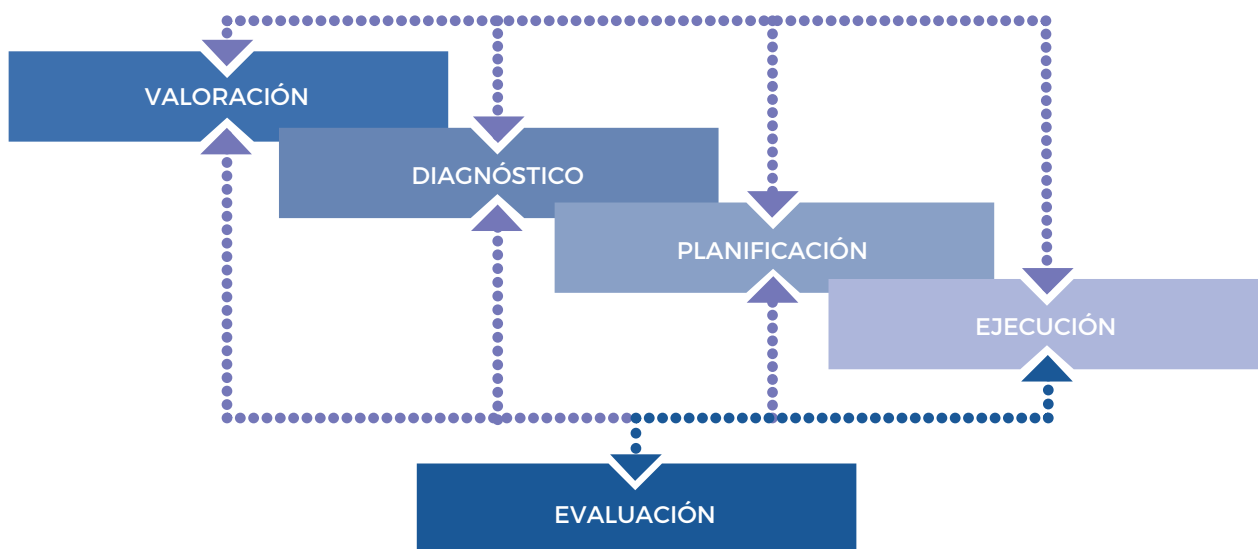 VALORACIÓN
DIAGNÓSTICO
PLANIFICACIÓN
EJECUCIÓN
EVALUACIÓN